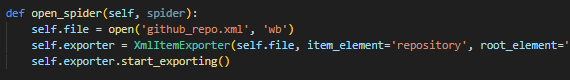 def open_spider(self, spider):
    self.file = open('github_repo.xml', 'wb')
    self.exporter = XmlItemExporter(self.file, item_element='repository', root_element='
    self.exporter.start_exporting()